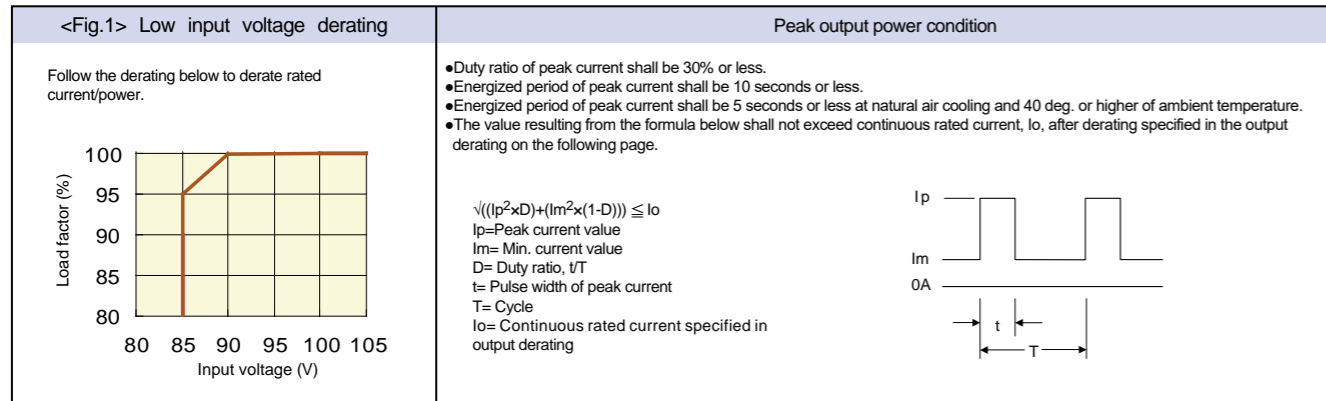 <Fig.1> Low input voltage derating
Follow the derating below to derate rated
current/power.
Load factor (%)
100
95
90
85
80
80 85 90 95 100 105
Input voltage (V)
Peak output power condition
●Duty ratio of peak current shall be 30% or less.
●Energized period of peak current shall be 10 seconds or less.
●Energized period of peak current shall be 5 seconds or less at natural air cooling and 40 deg. or higher of ambient temperature.
●The value resulting from the formula below shall not exceed continuous rated current, Io, after derating specified in the output
derating on the following page.
√((Ip²×D)+(Im²×(1-D))) ≦ Io
Ip=Peak current value
Im= Min. current value
D= Duty ratio, t/T
t= Pulse width of peak current
T= Cycle
Io= Continuous rated current specified in
output derating
Ip
Im
0A
t
T